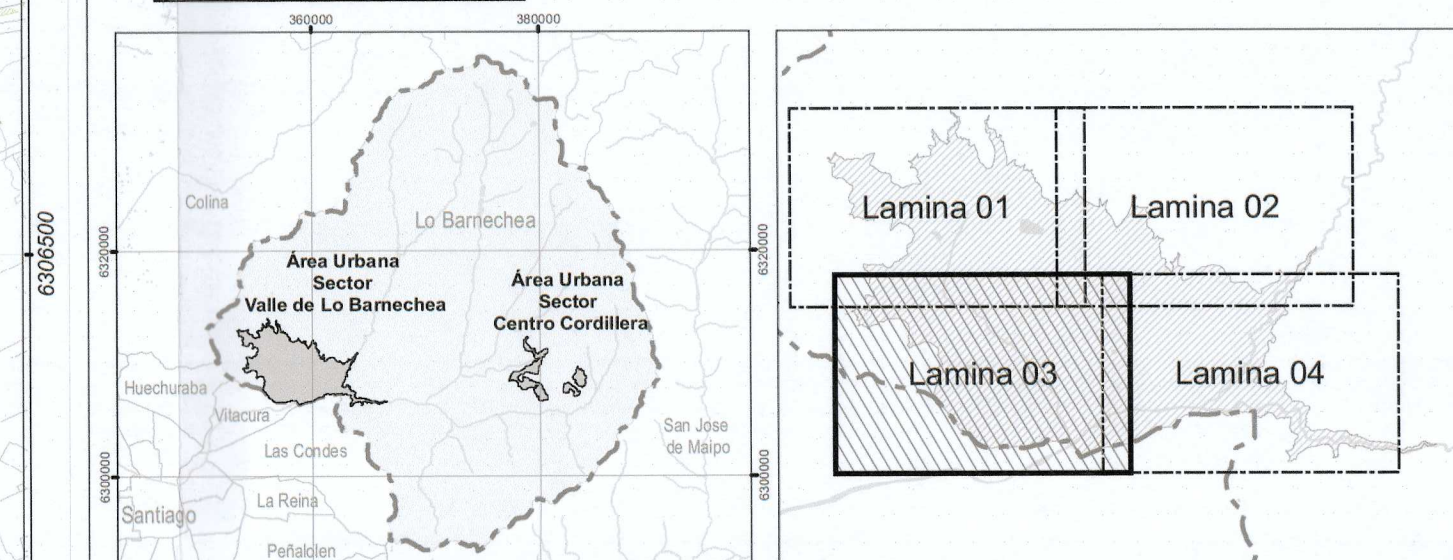 360000
380000
6306500
6320000
6300000
Colina
Lo Barnechea
Área Urbana
Sector
Valle de Lo Barnechea
Área Urbana
Sector
Centro Cordillera
Huechuraba
Vitacura
Las Condes
La Reina
Santiago
Peñalolen
San Jose
de Maipo
6320000
6300000
Lamina 01
Lamina 02
Lamina 03
Lamina 04